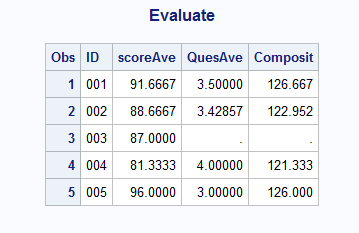 Evaluate
Obs ID scoreAve QuesAve Composit
1 001 91.6667 3.50000 126.667
2 002 88.6667 3.42857 122.952
3 003 87.0000 . .
4 004 81.3333 4.00000 121.333
5 005 96.0000 3.00000 126.000